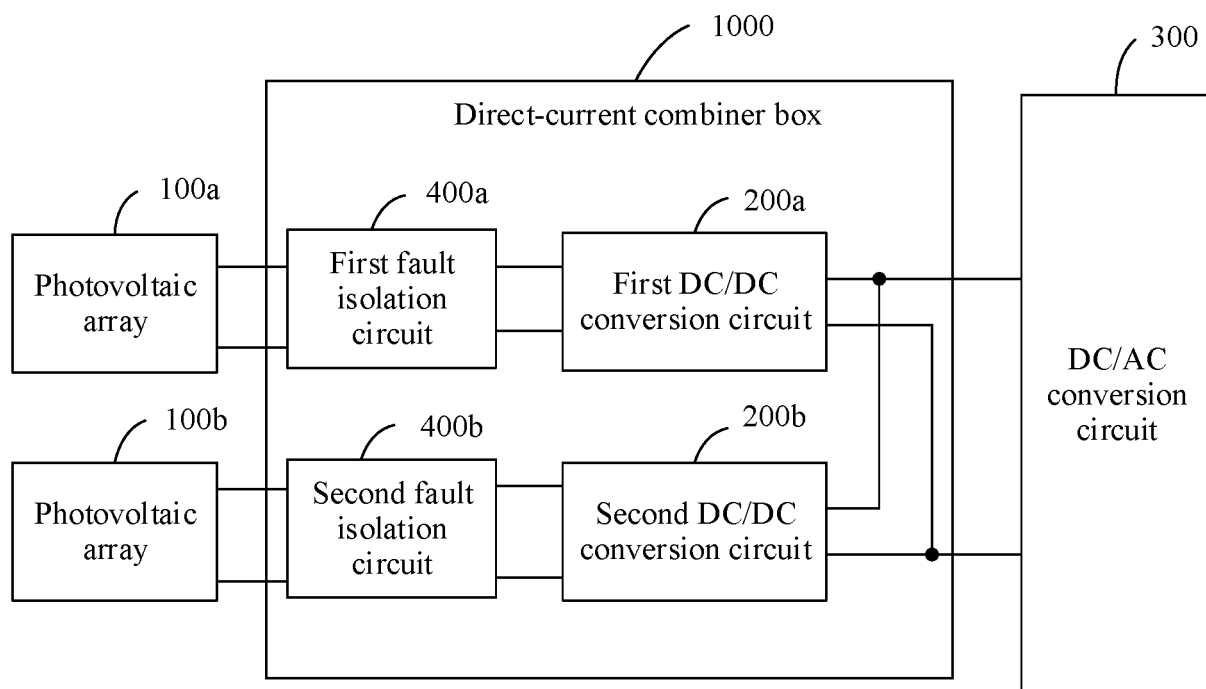 1000
300
Direct-current combiner box
100a
400a
200a
Photovoltaic
array
First fault
isolation
circuit
First DC/DC
conversion circuit
DC/AC
conversion
circuit
100b
400b
200b
Photovoltaic
array
Second fault
isolation
circuit
Second DC/DC
conversion circuit